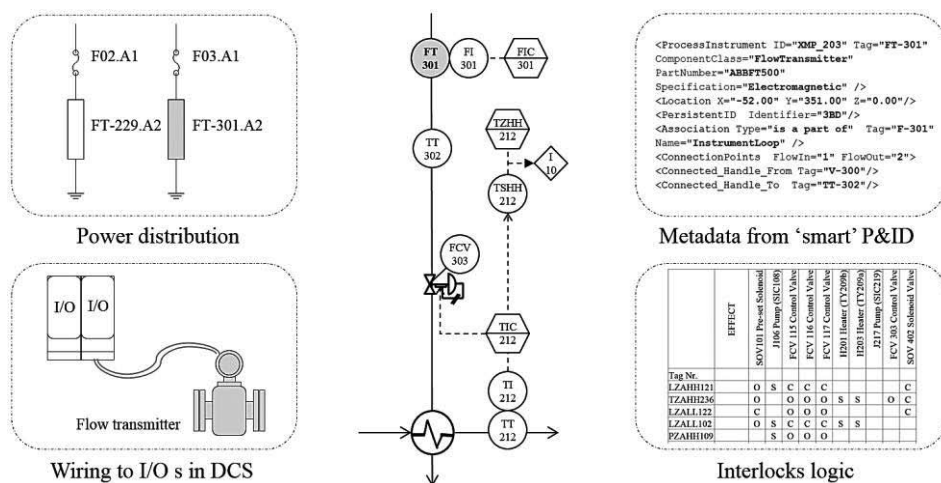 F02.A1
F03.A1
FT-229.A2
FT-301.A2
Power distribution
I/O
I/O
Flow transmitter
Wiring to I/O s in DCS
FT
301
FI
301
FIC
301
TT
302
TZHH
212
I
10
TSHH
212
FCV
303
TIC
212
TI
212
TT
212
<ProcessInstrument ID="XMP_203" Tag="FT-301"
ComponentClass="FlowTransmitter"
PartNumber="ABBFT500"
Specification="Electromagnetic" />
<Location X="-52.00" Y="351.00" Z="0.00"/>
<PersistentID Identifier="3BD"/>
<Association Type="is a part of" Tag="F-301"
Name="InstrumentLoop" />
<ConnectionPoints FlowIn="1" FlowOut="2">
<Connected_Handle_From Tag="V-300"/>
<Connected_Handle_To Tag="TT-302"/>
Metadata from ‘smart’ P&ID
EFFECT
SOV101 Pre-set Solenoid
J106 Pump (SIC108)
FCV 115 Control Valve
FCV 116 Control Valve
FCV 117 Control Valve
H201 Heater (TY209b)
H203 Heater (TY209a)
J217 Pump (SIC219)
FCV 303 Control Valve
SOV 402 Solenoid Valve
Tag Nr.
LZAHH121 O S C C C C
TZAHH236 O O O O S S O C
LZALL122 C O O O C
LZALL102 O S C C C S S
PZAHH109 S O O O
Interlocks logic